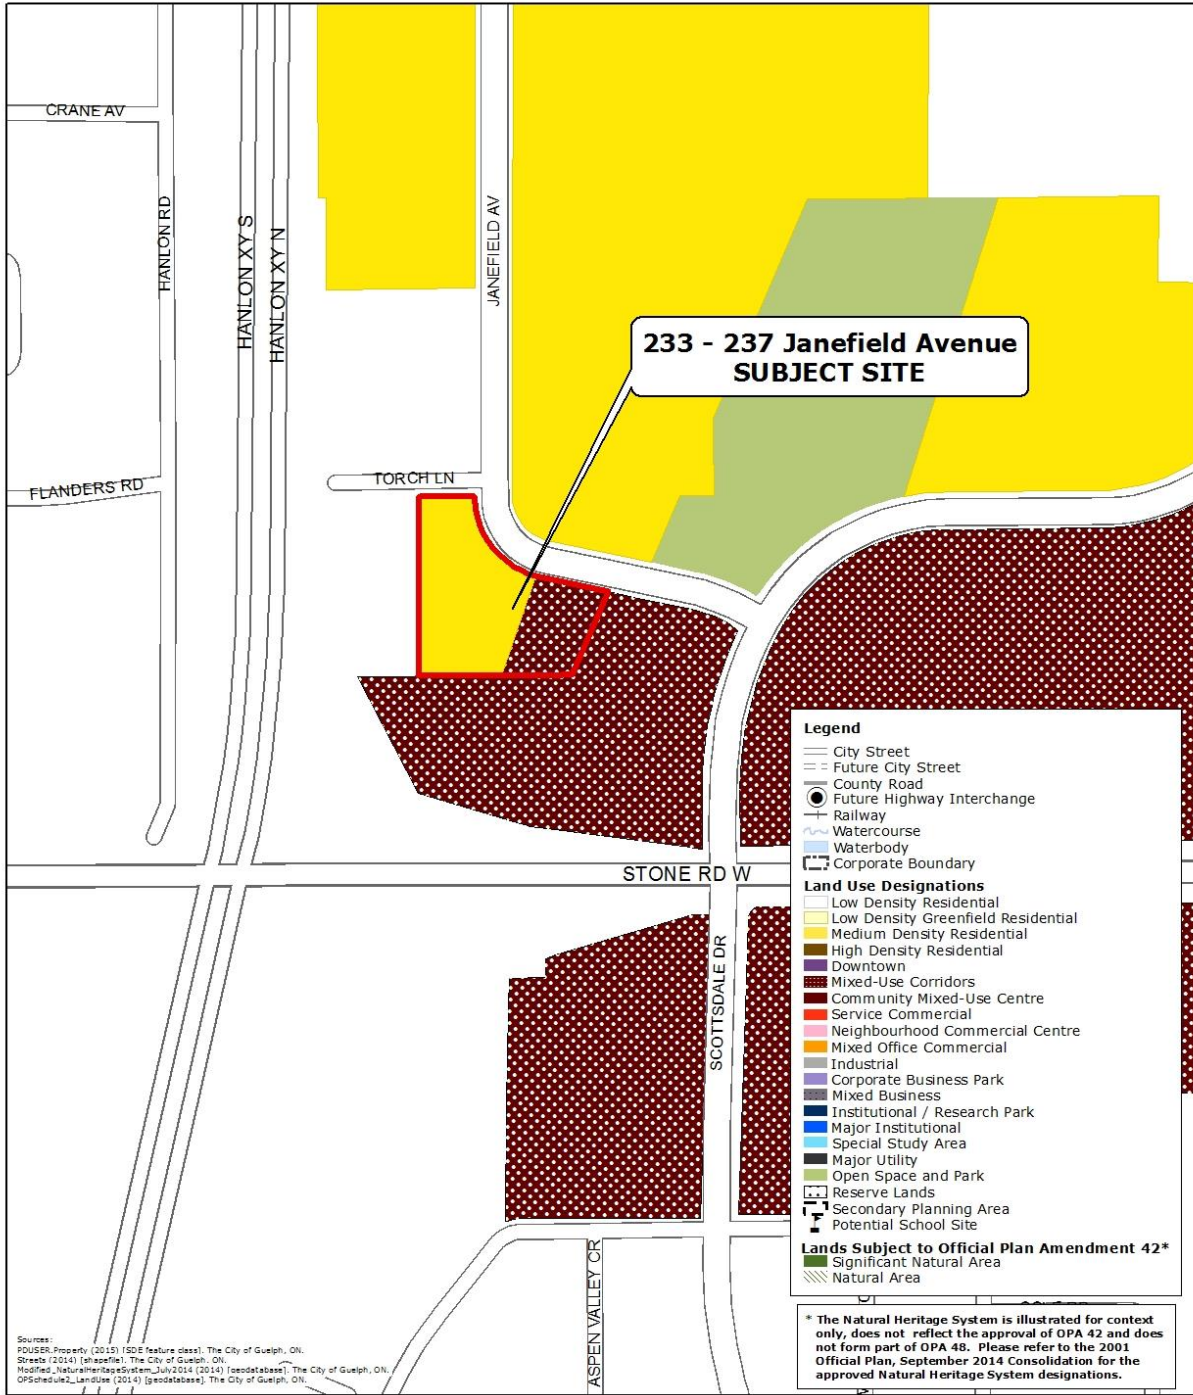 CRANE AV
HANLON RD
HANLON XY S
HANLON XY N
JANEFIELD AV
233 - 237 Janefield Avenue
SUBJECT SITE
FLANDERS RD
TORCH LN
STONE RD W
SCOTTSDALE DR
ASPEN VALLEY CR
Legend
City Street
Future City Street
County Road
Future Highway Interchange
Railway
Watercourse
Waterbody
Corporate Boundary
Land Use Designations
Low Density Residential
Low Density Greenfield Residential
Medium Density Residential
High Density Residential
Downtown
Mixed-Use Corridors
Community Mixed-Use Centre
Service Commercial
Neighbourhood Commercial Centre
Mixed Office Commercial
Industrial
Corporate Business Park
Mixed Business
Institutional / Research Park
Major Institutional
Special Study Area
Major Utility
Open Space and Park
Reserve Lands
Secondary Planning Area
Potential School Site
Lands Subject to Official Plan Amendment 42*
Significant Natural Area
Natural Area
* The Natural Heritage System is illustrated for context
only, does not reflect the approval of OPA 42 and does
not form part of OPA 48. Please refer to the 2001
Official Plan, September 2014 Consolidation for the
approved Natural Heritage System designations.
Sources:
PDUSER.Property (2015) [SDE feature class]. The City of Guelph, ON.
Streets (2014) [shapefile]. The City of Guelph, ON.
Modified_NaturalHeritageSystem_July2014 (2014) [geodatabase]. The City of Guelph, ON.
OPSchedule2_LandUse (2014) [geodatabase]. The City of Guelph, ON.